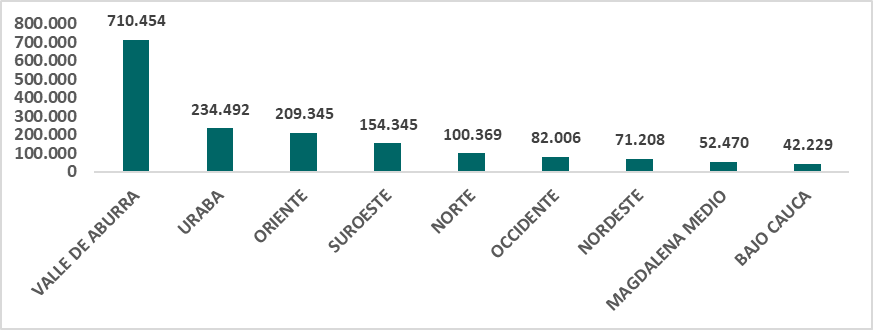 800.000
700.000
600.000
500.000
400.000
300.000
200.000
100.000
0
710.454
234.492
209.345
154.345
100.369
82.006
71.208
52.470
42.229
VALLE DE ABURRA
URABA
ORIENTE
SUROESTE
NORTE
OCCIDENTE
NORDESTE
MAGDALENA MEDIO
BAJO CAUCA